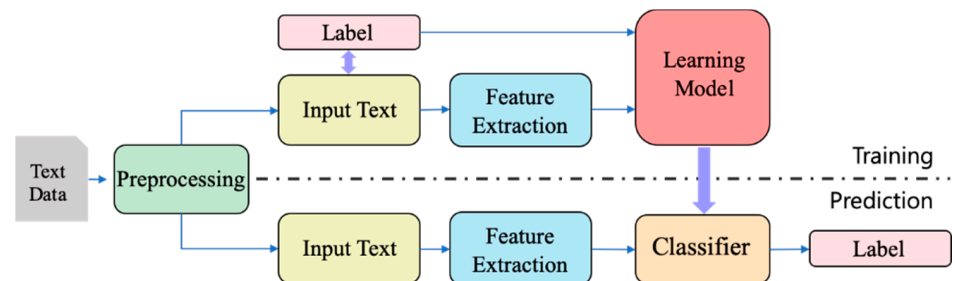 Label
Learning
Model
Input Text
Feature
Extraction
Training
Text
Data
Preprocessing
Prediction
Input Text
Feature
Extraction
Classifier
Label